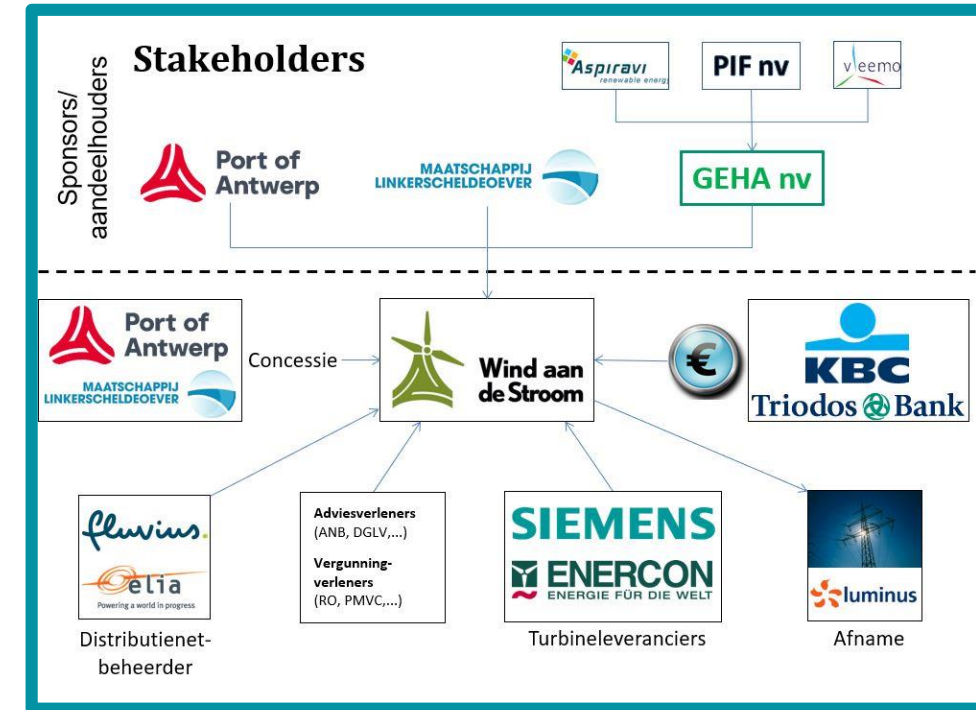 Sponsors/
aandeelhouders
Stakeholders
Aspiravi
renewable energy
PIF nv
vleemo
Port of
Antwerp
MAATSCHAPPIJ
LINKERSCHELDEOEVER
GEHA nv
Port of
Antwerp
MAATSCHAPPIJ
LINKERSCHELDEOEVER
Concessie
Wind aan
de Stroom
€
KBC
Triodos Bank
fluvius.
elia
Powering a world in progress
Distributienet-
beheerder
Adviesverleners
(ANB, DGLV,...)
Vergunning-
verleners
(RO, PMVC,...)
SIEMENS
ENERCON
ENERGIE FÜR DIE WELT
Turbineleveranciers
luminus
Afname